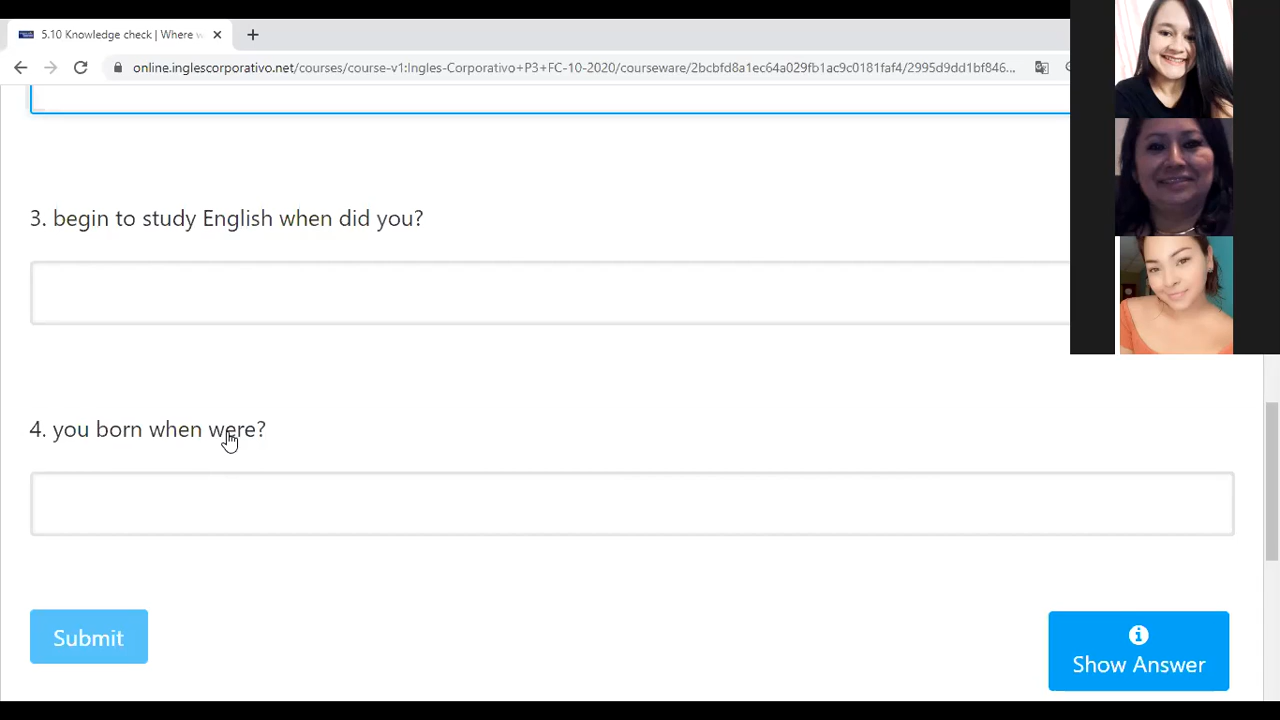 5.10 Knowledge check | Where w
online.inglescorporativo.net/courses/course-v1:Ingles-Corporativo+P3+FC-10-2020/courseware/2bcbfd8a1ec64a029fb1ac9c0181faf4/2995d9dd1bf846...
3. begin to study English when did you?
4. you born when were?
Submit
Show Answer